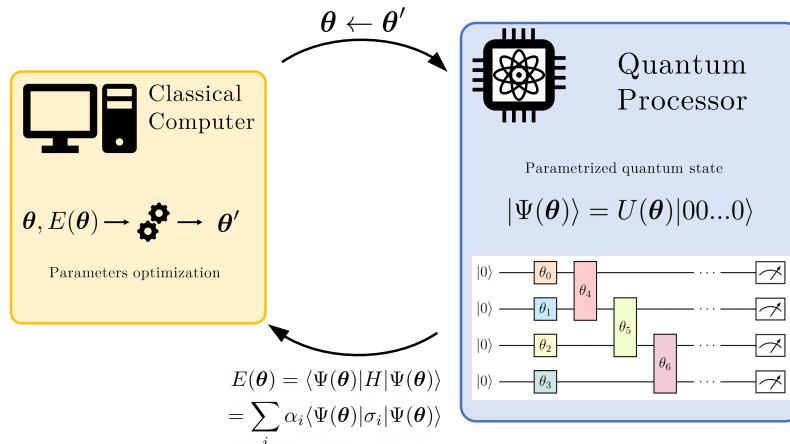 𝜽 ← 𝜽′
Classical
Computer
𝜽, E(𝜽) → → 𝜽′
Parameters optimization
Quantum
Processor
Parametrized quantum state
|Ψ(𝜽)⟩ = U(𝜽)|00...0⟩
|0⟩ θ₀ θ₄ ···
|0⟩ θ₁ θ₅ ···
|0⟩ θ₂ θ₆ ···
|0⟩ θ₃ ···
E(𝜽) = ⟨Ψ(𝜽)|H|Ψ(𝜽)⟩
= ∑ᵢ αᵢ⟨Ψ(𝜽)|σᵢ|Ψ(𝜽)⟩